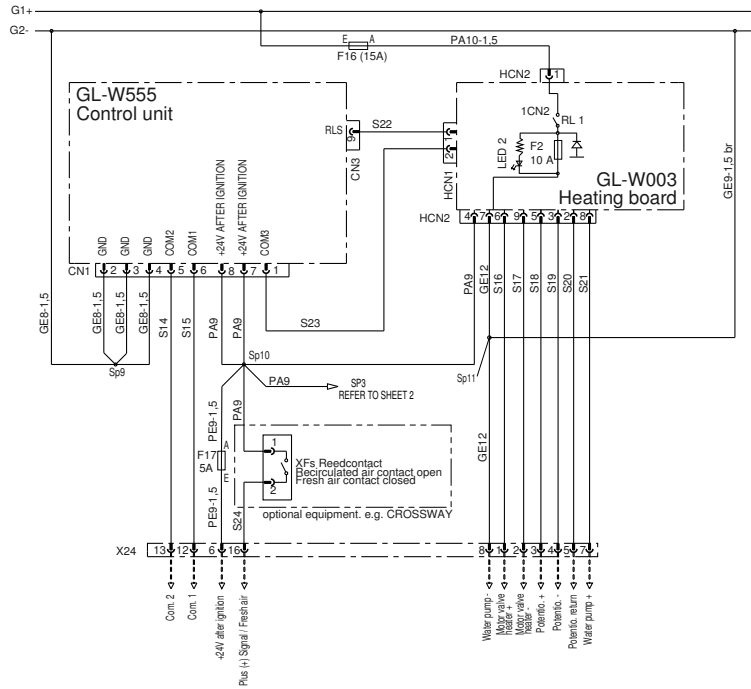 G1+
G2-
E A
F16 (15A)
PA10-1,5
HCN2 1
GL-W555
Control unit
RLS 9
CN3
S22
HCN1
1
2
1CN2
RL 1
LED 2
F2
10 A
GL-W003
Heating board
GE9-1,5 br
GND
GND
GND
COM2
COM1
+24V AFTER IGNITION
+24V AFTER IGNITION
COM3
CN1 2 3 4 5 6 8 7 1
HCN2 4 7 6 9 5 3 2 8
GE8-1,5
GE8-1,5
GE8-1,5
S14
S15
PA9
PA9
S23
PA9
GE12
S16
S17
S18
S19
S20
S21
Sp9
Sp10
Sp11
PA9
SP3
REFER TO SHEET 2
PE9-1,5
PA9
F17
5A
A
E
1
2
XFs Reedcontact
Recirculated air contact open
Fresh air contact closed
optional equipment. e.g. CROSSWAY
PE9-1,5
S24
GE12
X24 13 12 6 16 8 1 2 3 4 5 7
Com. 2
Com. 1
+24V after ignition
Plus (+) Signal / Fresh air
Water pump -
Motor valve
heater +
Motor valve
heater -
Potentio. +
Potentio. -
Potentio. return
Water pump +